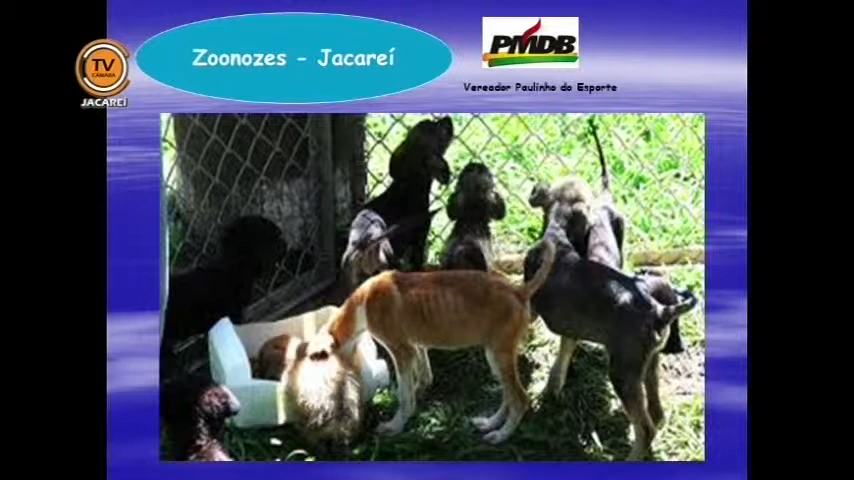 Zoonozes - Jacareí
PMDB
Vereador Paulinho do Esporte
TV
CÂMARA
JACAREÍ